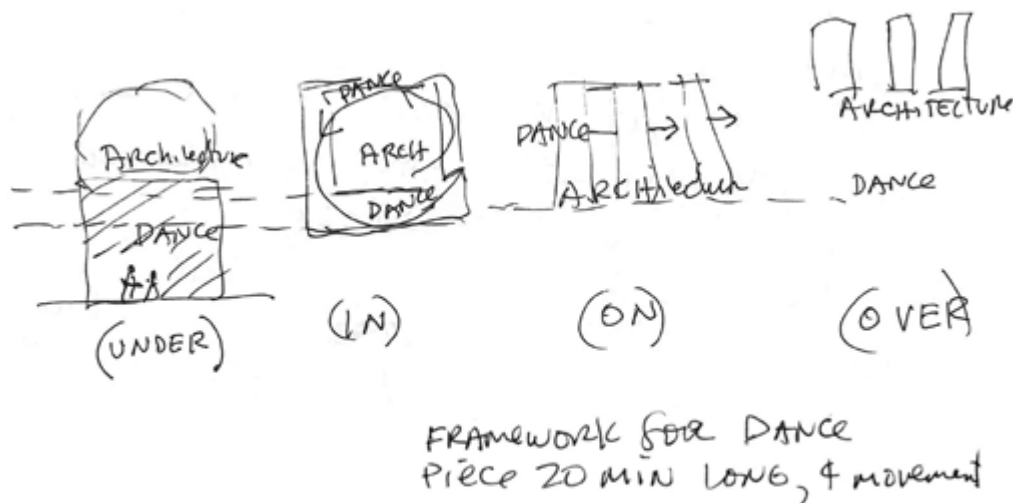 Architecture
DANCE
(UNDER)
DANCE
ARCH
DANCE
(IN)
DANCE
ARCHitecture
(ON)
ARCHITECTURE
DANCE
(OVER)
FRAMEWORK FOR DANCE
PIECE 20 MIN LONG, 4 movement